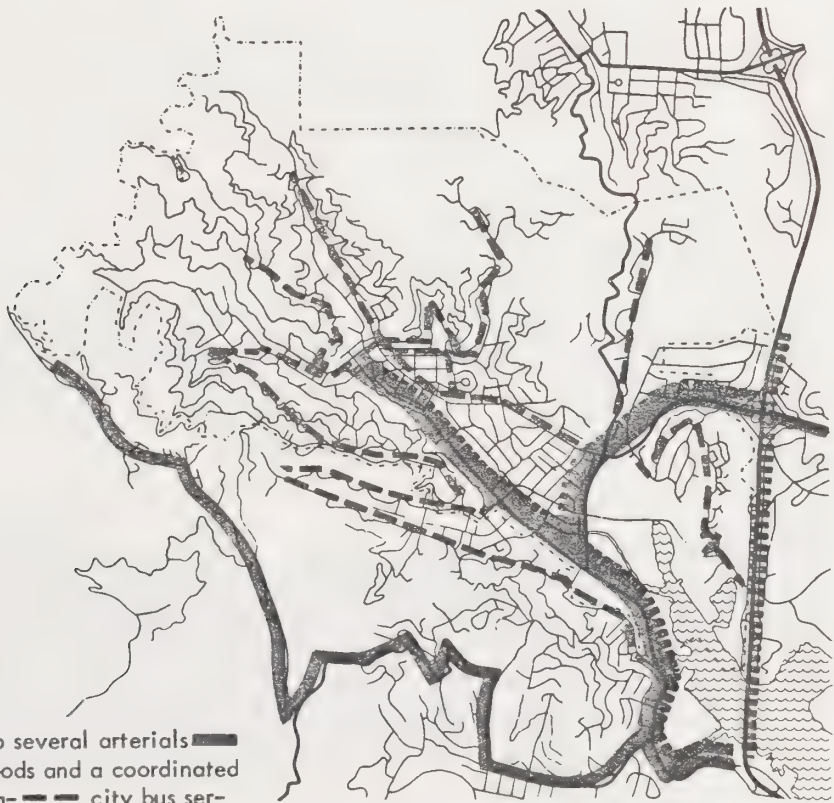 o several arterials
ods and a coordinated
a- city bus ser-